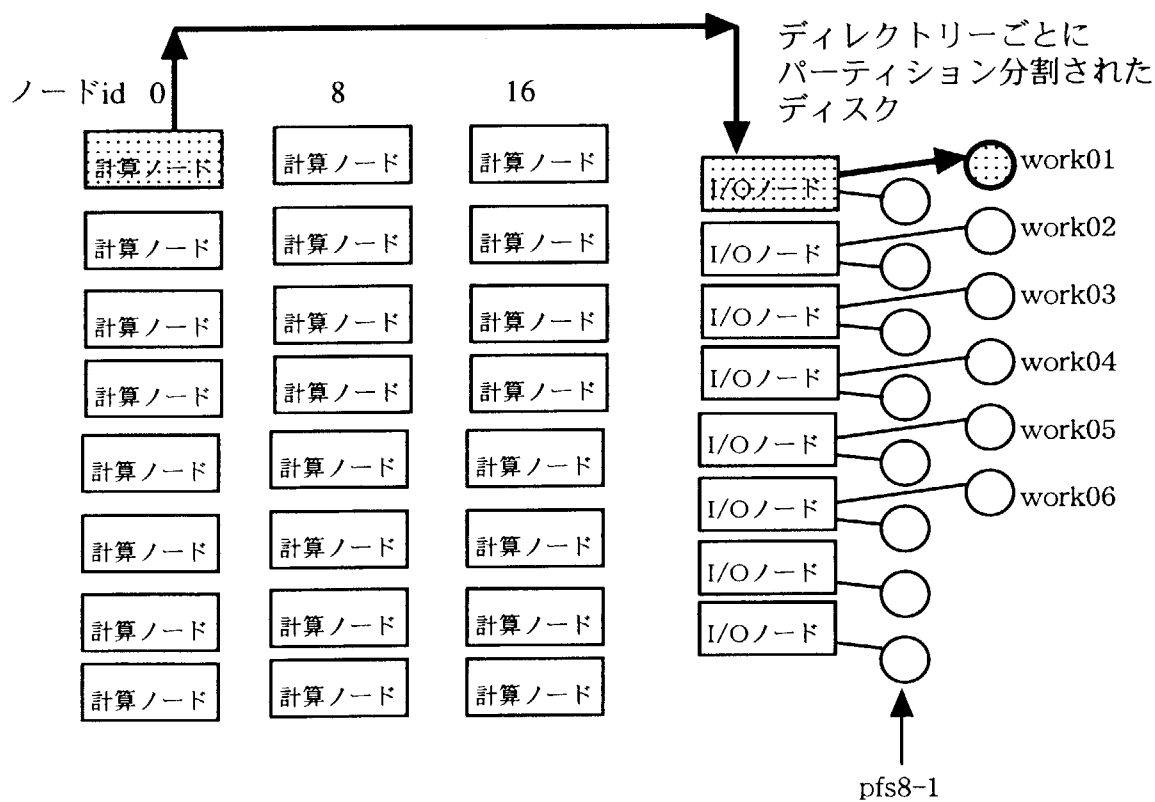 ディレクトリーごとに
パーティション分割された
ディスク
ノードid 0 8 16
計算ノード 計算ノード 計算ノード
I/Oノード work01
計算ノード 計算ノード 計算ノード
I/Oノード work02
計算ノード 計算ノード 計算ノード
I/Oノード work03
計算ノード 計算ノード 計算ノード
I/Oノード work04
計算ノード 計算ノード 計算ノード
I/Oノード work05
計算ノード 計算ノード 計算ノード
I/Oノード work06
計算ノード 計算ノード 計算ノード
I/Oノード
計算ノード 計算ノード 計算ノード
I/Oノード
pfs8-1